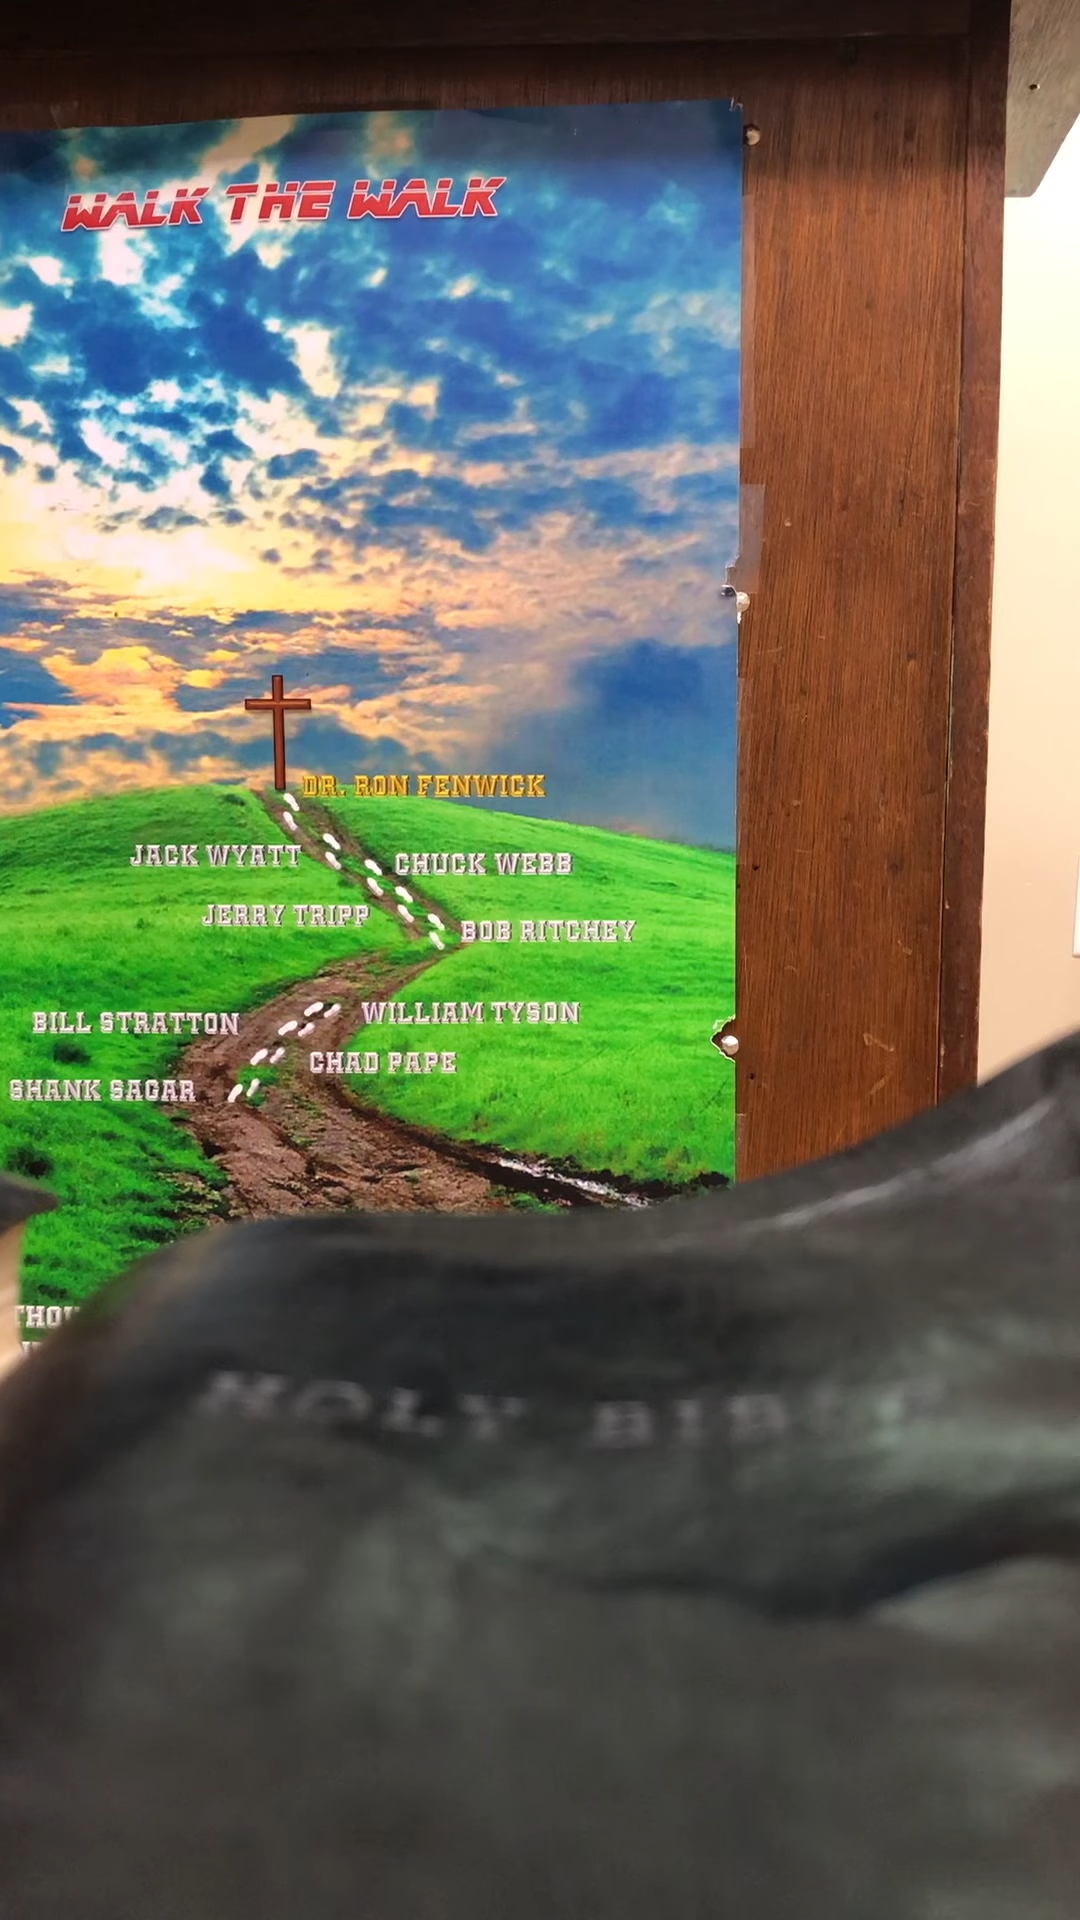 WALK THE WALK
DR. RON FENWICK
JACK WYATT
CHUCK WEBB
JERRY TRIPP
BOB RITCHEY
BILL STRATTON
WILLIAM TYSON
CHAD PAPE
SHANK SAGAR
HOLY BIBLE